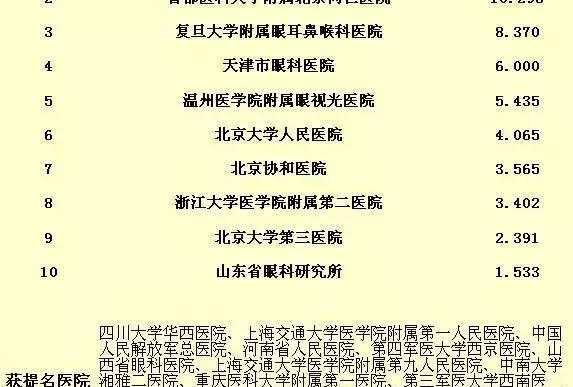 3 复旦大学附属眼耳鼻喉科医院 8.370
4 天津市眼科医院 6.000
5 温州医学院附属眼视光医院 5.435
6 北京大学人民医院 4.065
7 北京协和医院 3.565
8 浙江大学医学院附属第二医院 3.402
9 北京大学第三医院 2.391
10 山东省眼科研究所 1.533
四川大学华西医院、上海交通大学医学院附属第一人民医院、中国
人民解放军总医院、河南省人民医院、第四军医大学西京医院、山
西省眼科医院、上海交通大学医学院附属第九人民医院、中南大学
获提名医院 湘雅二医院、重庆医科大学附属第一医院、第三军医大学西南医